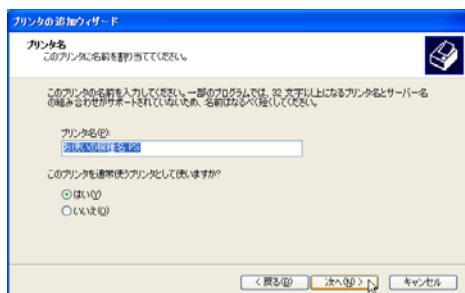 プリンタの追加ウィザード
プリンタ名
このプリンタに名前を割り当ててください。
このプリンタの名前を入力してください。一部のプログラムでは、32 文字以上になるプリンタ名とサーバー名
の組み合わせがサポートされていないため、名前はなるべく短くしてください。
プリンタ名(P):
お使いの機種名 PS
このプリンタを通常使うプリンタとして使いますか?
はい(Y)
いいえ(O)
< 戻る(B)
次へ(N) >
キャンセル